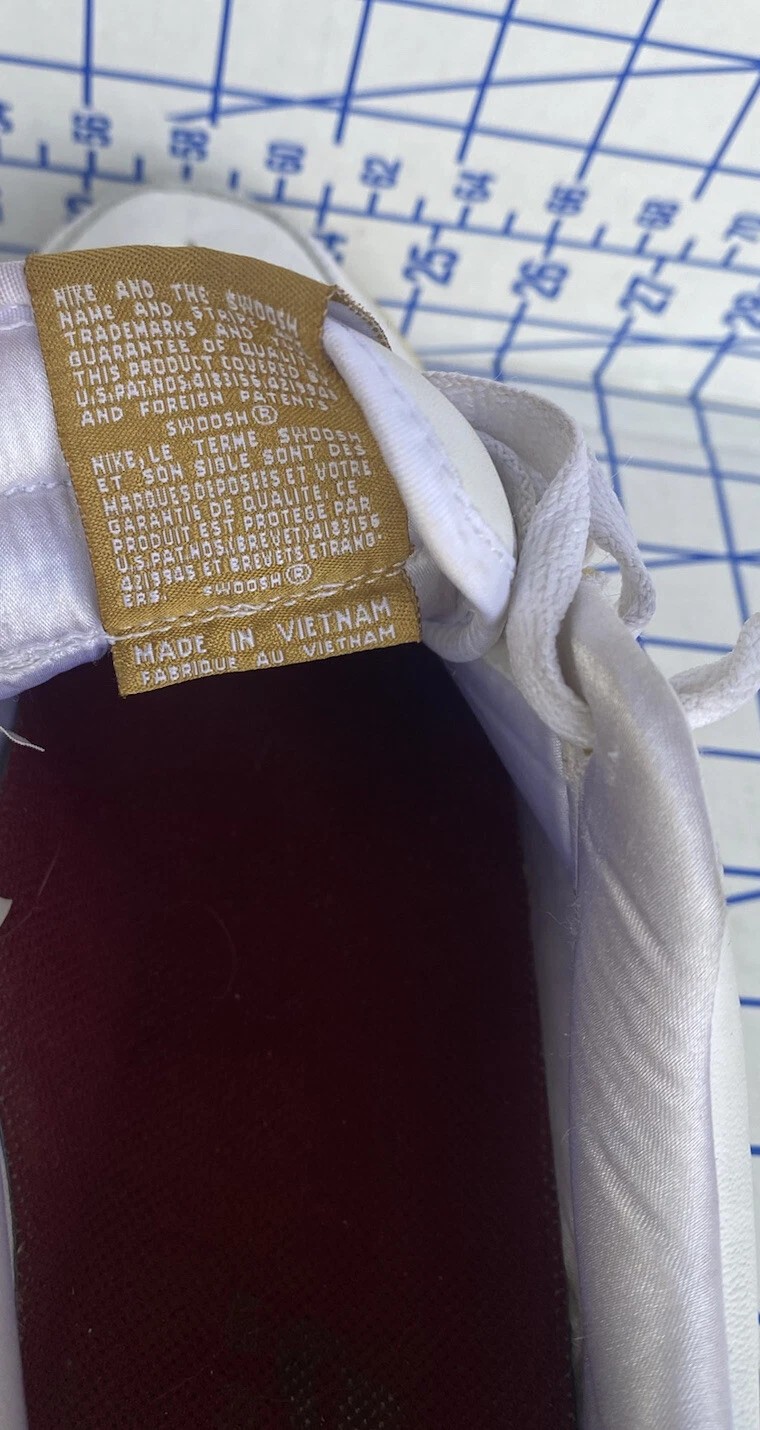 54 56 58 60 62 64 66 68 70
25 26 27 28
NIKE AND THE SWOOSH
NAME AND STRIPE
TRADEMARKS AND
GUARANTEE OF QUALITY
THIS PRODUCT COVERED BY
U.S.PAT.NOS.4183156,4219945
AND FOREIGN PATENTS
SWOOSH®
NIKE, LE TERME SWOOSH
ET SON SIGLE SONT DES
MARQUES DEPOSEES ET VOTRE
GARANTIE DE QUALITE, CE
PRODUIT EST PROTEGE PAR
U.S.PAT.NOS.(BREVET)4183156
4219945 ET BREVETS ETRANG-
ERS. SWOOSH®
MADE IN VIETNAM
FABRIQUE AU VIETNAM